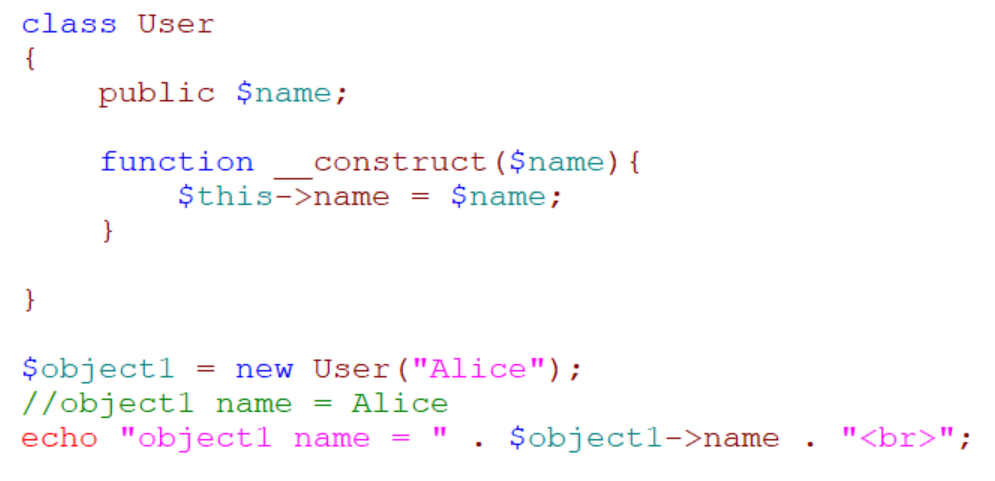 class User
{
    public $name;

    function __construct($name){
        $this->name = $name;
    }

}

$object1 = new User("Alice");
//object1 name = Alice
echo "object1 name = " . $object1->name . "<br>";